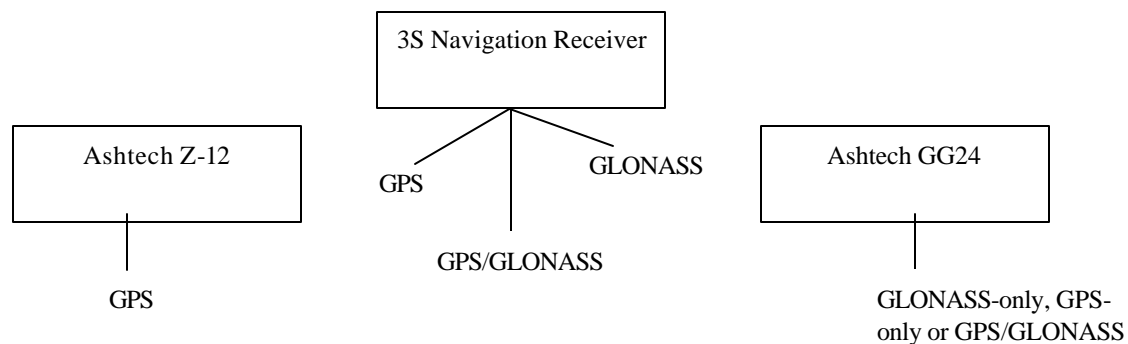 3S Navigation Receiver
Ashtech Z-12
Ashtech GG24
GPS
GLONASS
GPS/GLONASS
GPS
GLONASS-only, GPS-
only or GPS/GLONASS